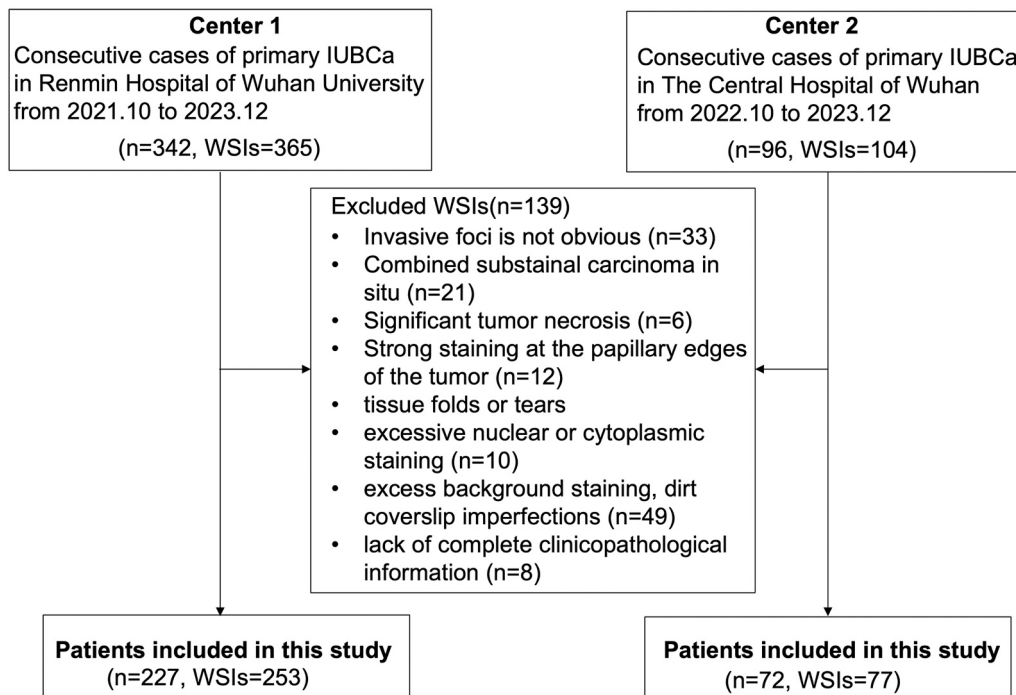 Center 1
Consecutive cases of primary IUBCa
in Renmin Hospital of Wuhan University
from 2021.10 to 2023.12
(n=342, WSIs=365)
Center 2
Consecutive cases of primary IUBCa
in The Central Hospital of Wuhan
from 2022.10 to 2023.12
(n=96, WSIs=104)
Excluded WSIs(n=139)
• Invasive foci is not obvious (n=33)
• Combined substainal carcinoma in
situ (n=21)
• Significant tumor necrosis (n=6)
• Strong staining at the papillary edges
of the tumor (n=12)
• tissue folds or tears
• excessive nuclear or cytoplasmic
staining (n=10)
• excess background staining, dirt
coverslip imperfections (n=49)
• lack of complete clinicopathological
information (n=8)
Patients included in this study
(n=227, WSIs=253)
Patients included in this study
(n=72, WSIs=77)